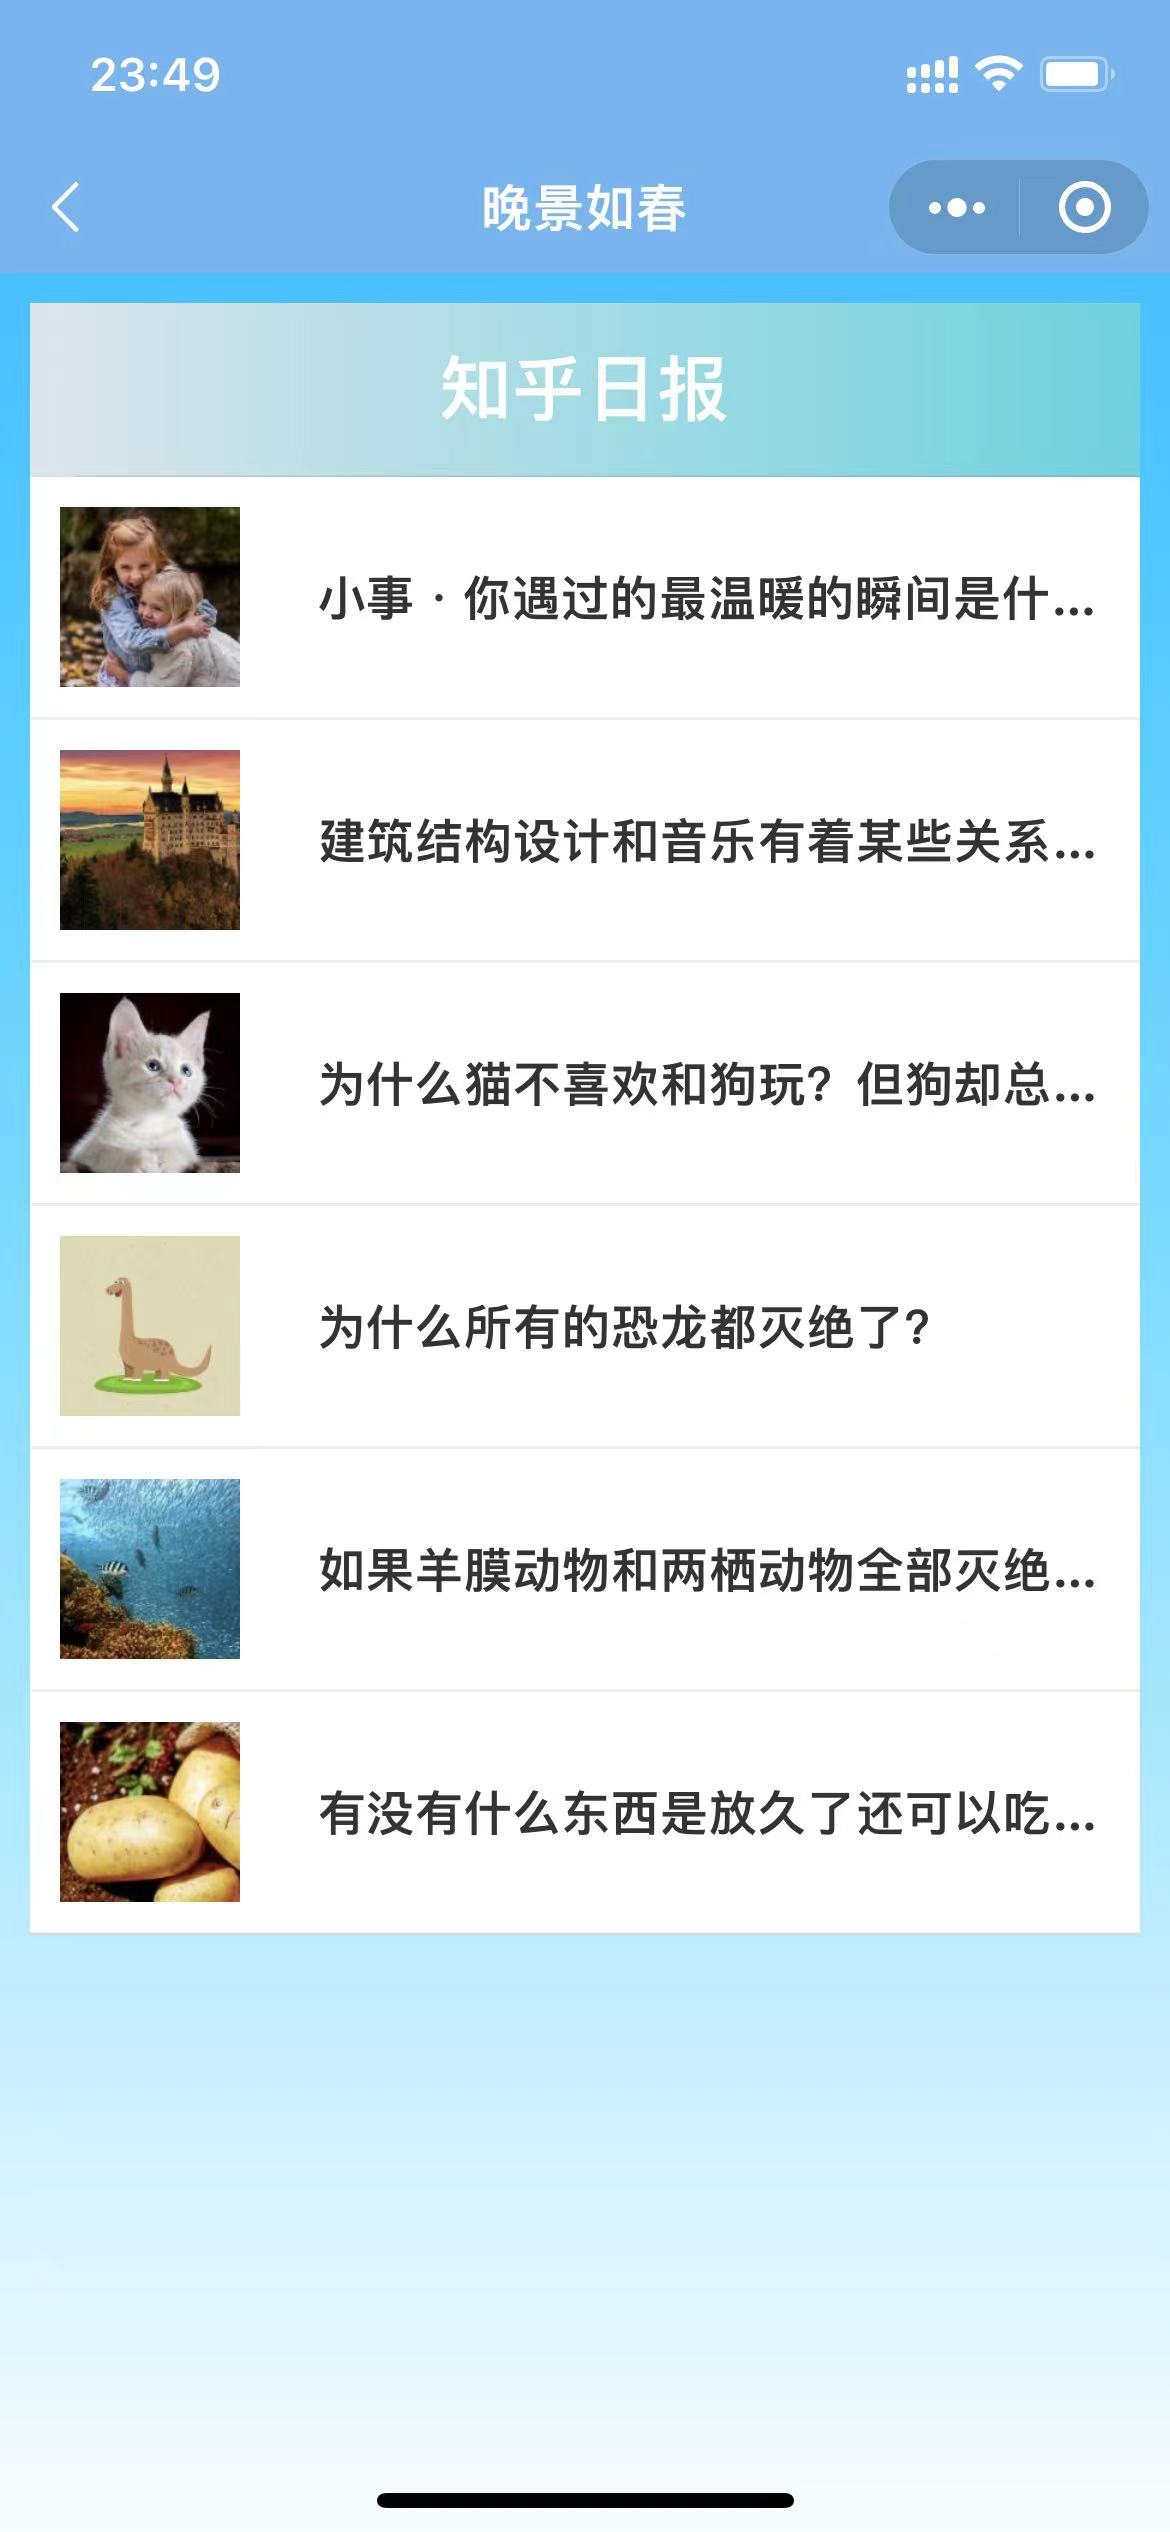 23:49
晚景如春
知乎日报
小事 · 你遇过的最温暖的瞬间是什...
建筑结构设计和音乐有着某些关系...
为什么猫不喜欢和狗玩？但狗却总...
为什么所有的恐龙都灭绝了？
如果羊膜动物和两栖动物全部灭绝...
有没有什么东西是放久了还可以吃...